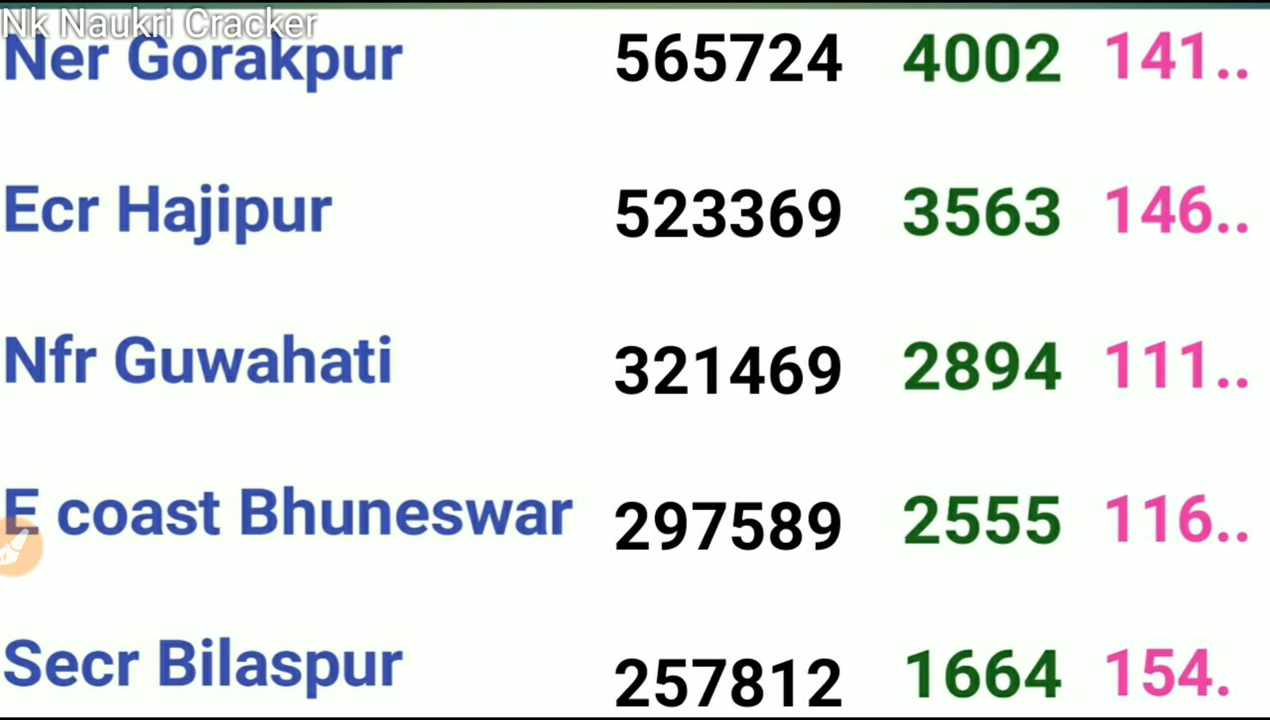 Nk Naukri Cracker
Ner Gorakpur 565724 4002 141..
Ecr Hajipur 523369 3563 146..
Nfr Guwahati 321469 2894 111..
E coast Bhuneswar 297589 2555 116..
Secr Bilaspur 257812 1664 154.